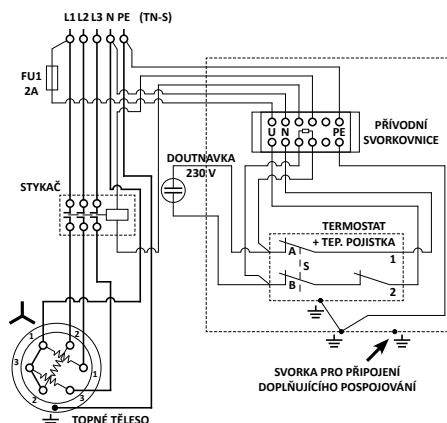 L1 L2 L3 N PE (TN-S)
FU1
2A
U N PE
PŘÍVODNÍ
SVORKOVNICE
DOUTNAVKA
230 V
STYKAČ
TERMOSTAT
+ TEP. POJISTKA
A 1
S
B 2
1 2
3 1
2 3
SVORKA PRO PŘIPOJENÍ
DOPLŇUJÍCÍHO POSPOJOVÁNÍ
TOPNÉ TĚLESO